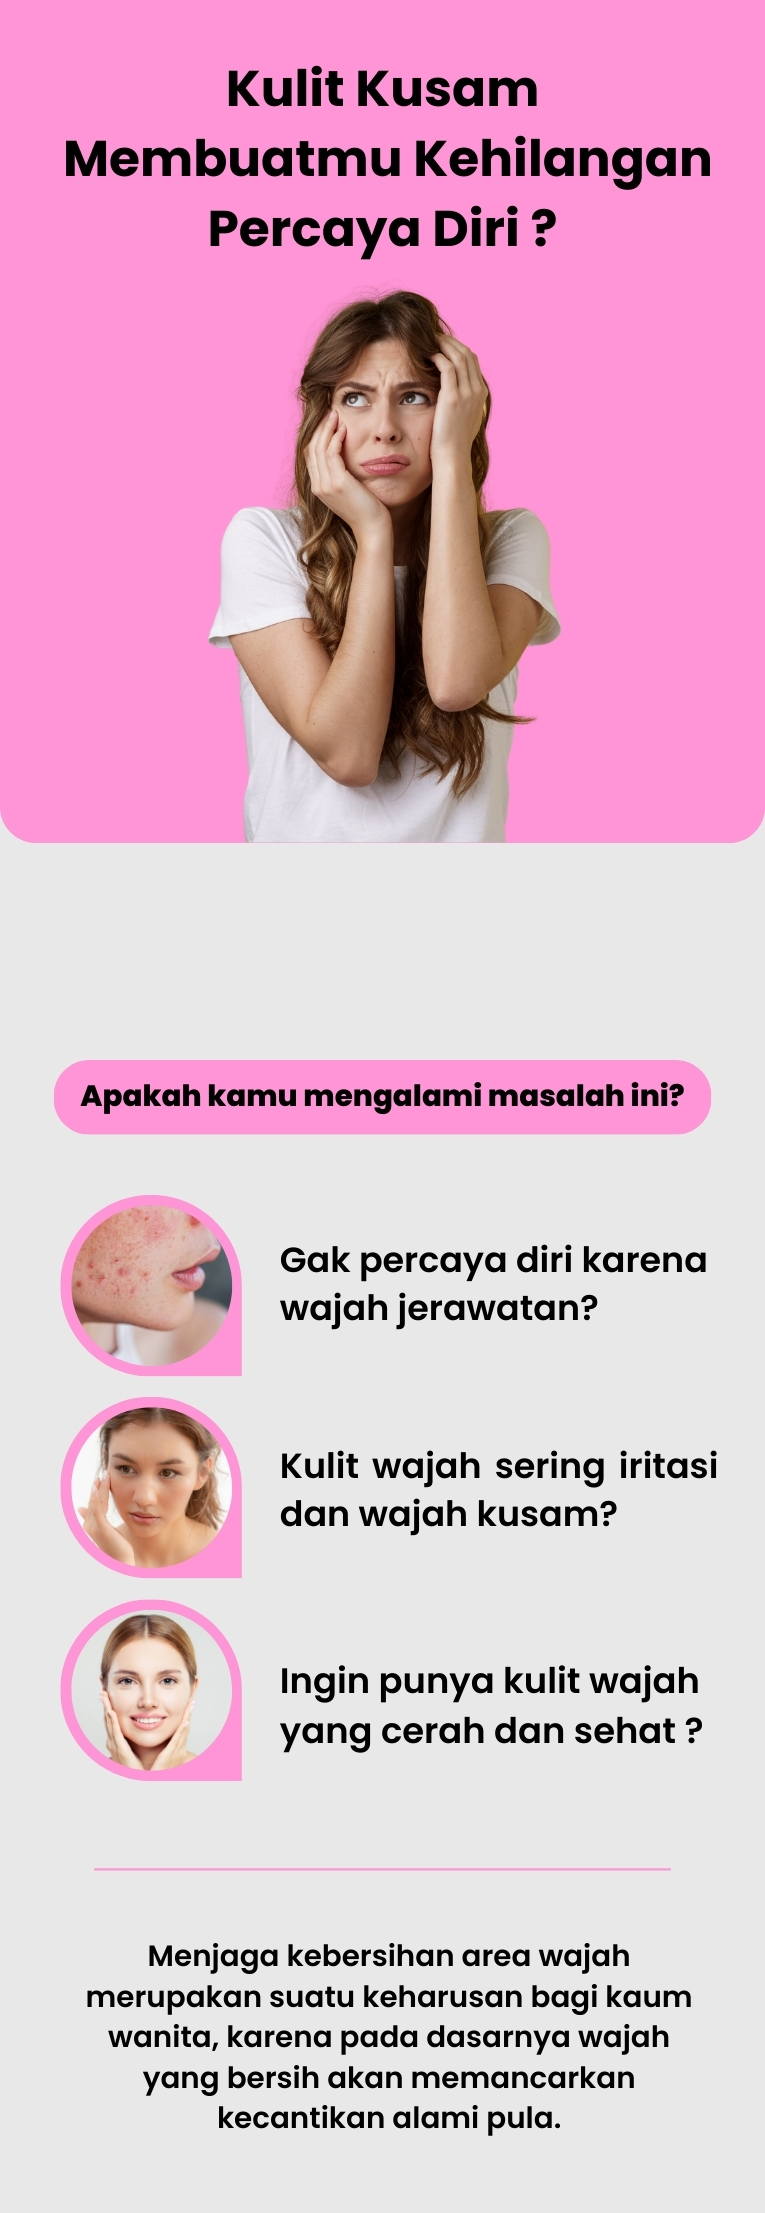 Kulit Kusam
Membuatmu Kehilangan
Percaya Diri ?
Apakah kamu mengalami masalah ini?
Gak percaya diri karena
wajah jerawatan?
Kulit wajah sering iritasi
dan wajah kusam?
Ingin punya kulit wajah
yang cerah dan sehat ?
Menjaga kebersihan area wajah
merupakan suatu keharusan bagi kaum
wanita, karena pada dasarnya wajah
yang bersih akan memancarkan
kecantikan alami pula.